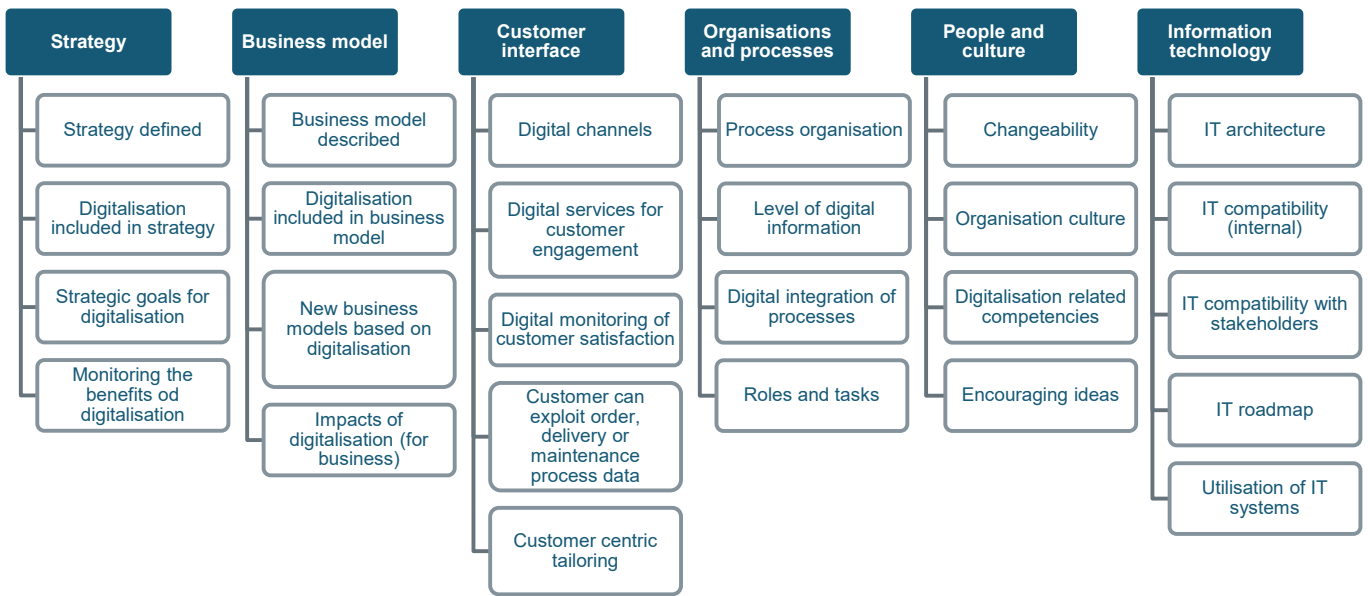 Strategy
Strategy defined
Digitalisation
included in strategy
Strategic goals for
digitalisation
Monitoring the
benefits od
digitalisation
Business model
Business model
described
Digitalisation
included in business
model
New business
models based on
digitalisation
Impacts of
digitalisation (for
business)
Customer
interface
Digital channels
Digital services for
customer
engagement
Digital monitoring of
customer satisfaction
Customer can
exploit order,
delivery or
maintenance
process data
Customer centric
tailoring
Organisations
and processes
Process organisation
Level of digital
information
Digital integration of
processes
Roles and tasks
People and
culture
Changeability
Organisation culture
Digitalisation related
competencies
Encouraging ideas
Information
technology
IT architecture
IT compatibility
(internal)
IT compatibility with
stakeholders
IT roadmap
Utilisation of IT
systems